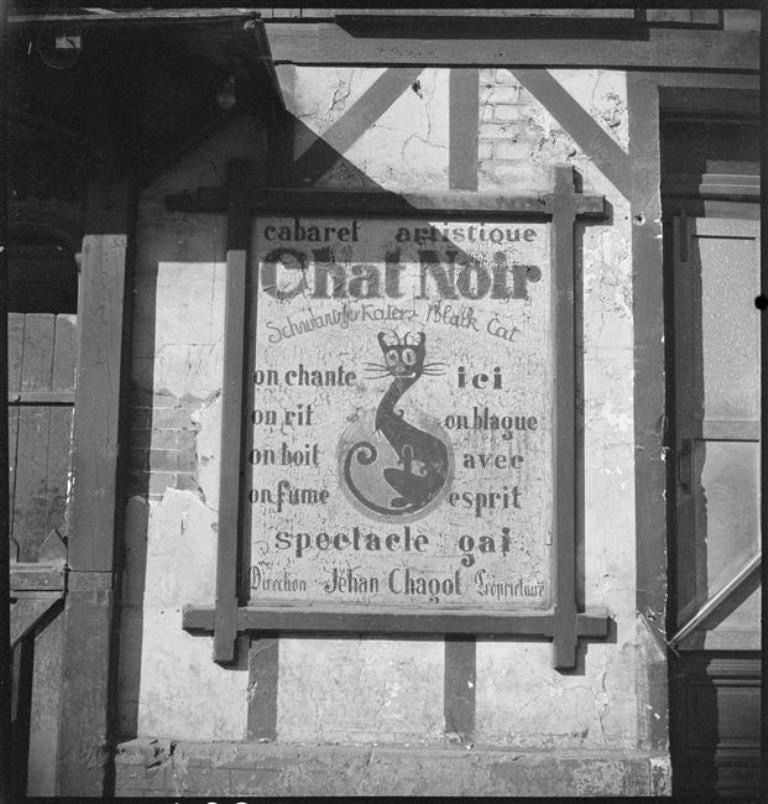 cabaret artistique
Chat Noir
Schwartzer Kater - Black Cat
on chante ici
on rit on blague
on boit avec
on fume esprit
spectacle gai
Direction Jehan Chagot Propriétaire